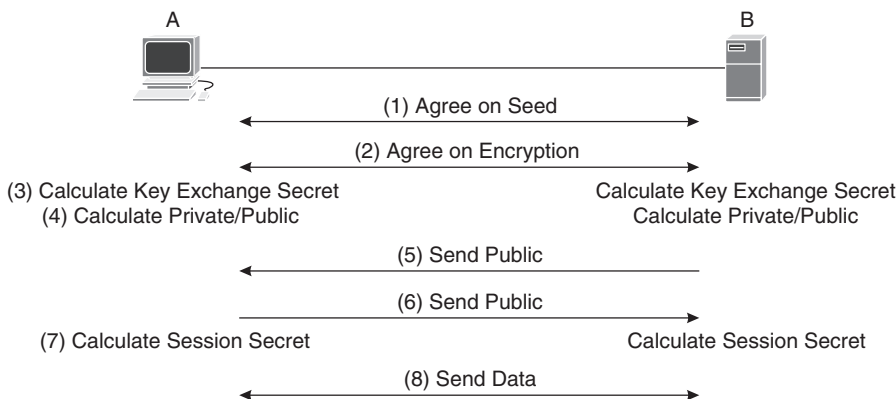 A
B
(1) Agree on Seed
(2) Agree on Encryption
(3) Calculate Key Exchange Secret
Calculate Key Exchange Secret
(4) Calculate Private/Public
Calculate Private/Public
(5) Send Public
(6) Send Public
(7) Calculate Session Secret
Calculate Session Secret
(8) Send Data